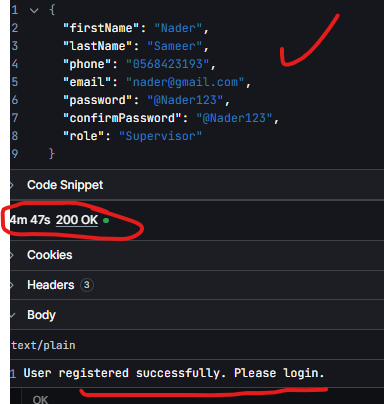 1 {
2 "firstName": "Nader",
3 "lastName": "Sameer",
4 "phone": "0568423193",
5 "email": "nader@gmail.com",
6 "password": "@Nader123",
7 "confirmPassword": "@Nader123",
8 "role": "Supervisor"
9 }
Code Snippet
4m 47s 200 OK
Cookies
Headers 3
Body
text/plain
1 User registered successfully. Please login.
OK